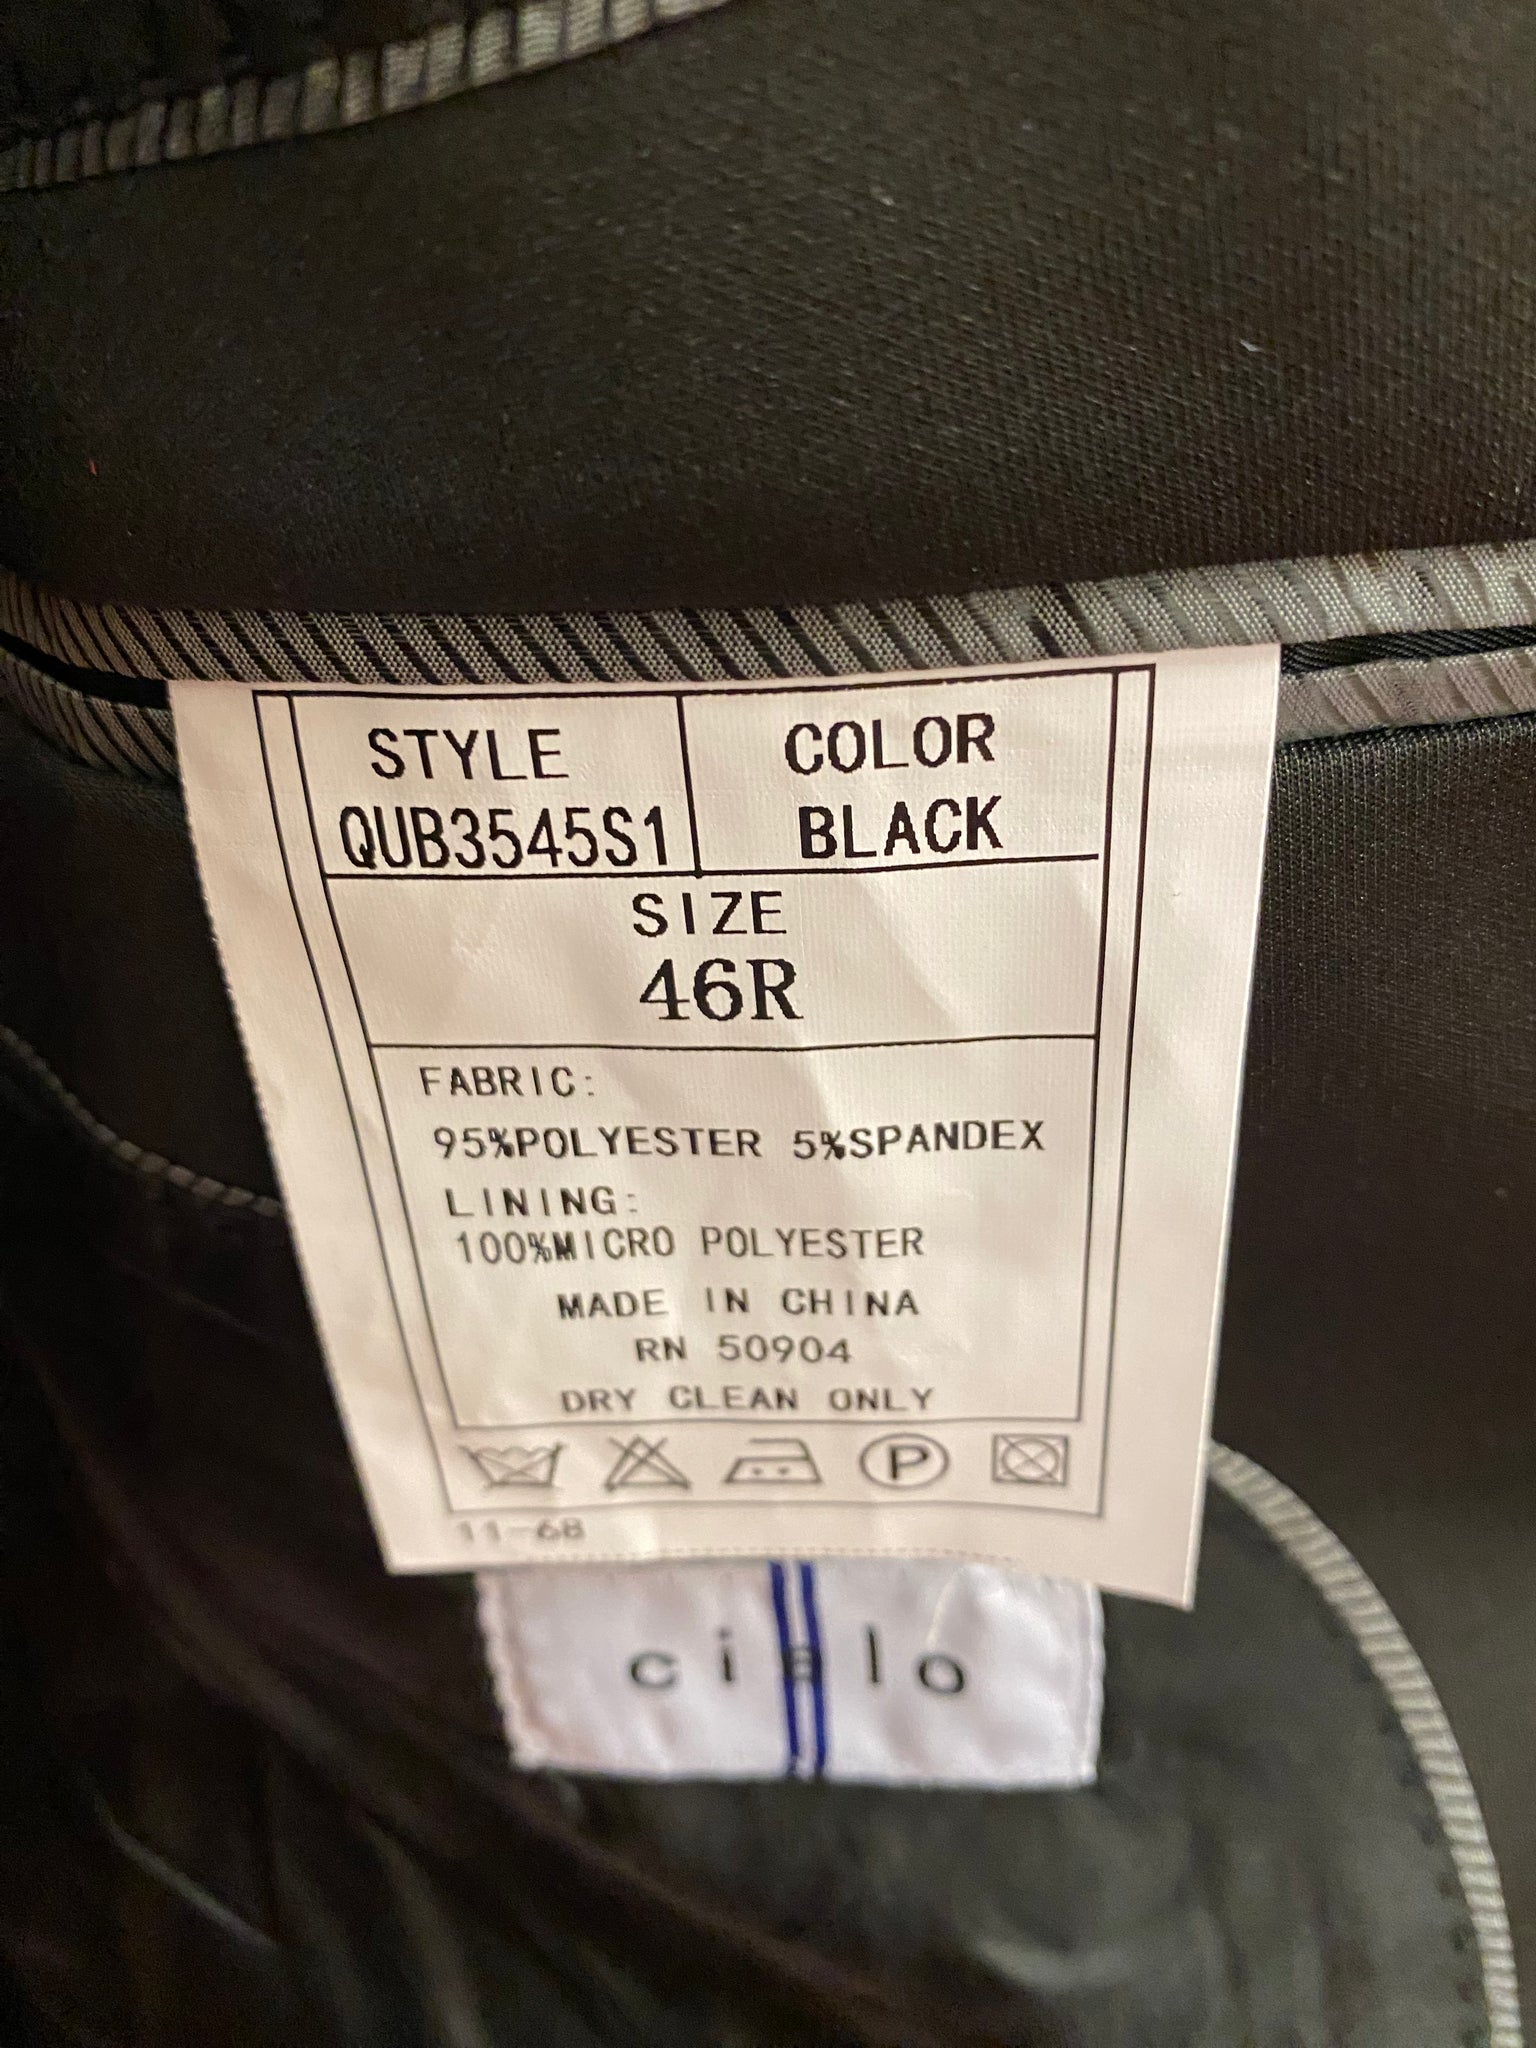 STYLE COLOR
QUB3545S1 BLACK
SIZE
46R
FABRIC:
95%POLYESTER 5%SPANDEX
LINING:
100%MICRO POLYESTER
MADE IN CHINA
RN 50904
DRY CLEAN ONLY
P
11-68
cielo